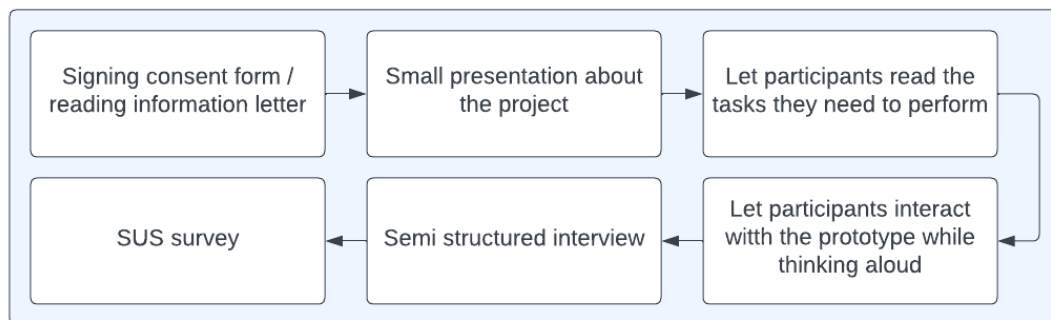 Signing consent form /
reading information letter
Small presentation about
the project
Let participants read the
tasks they need to perform
Let participants interact
witth the prototype while
thinking aloud
Semi structured interview
SUS survey